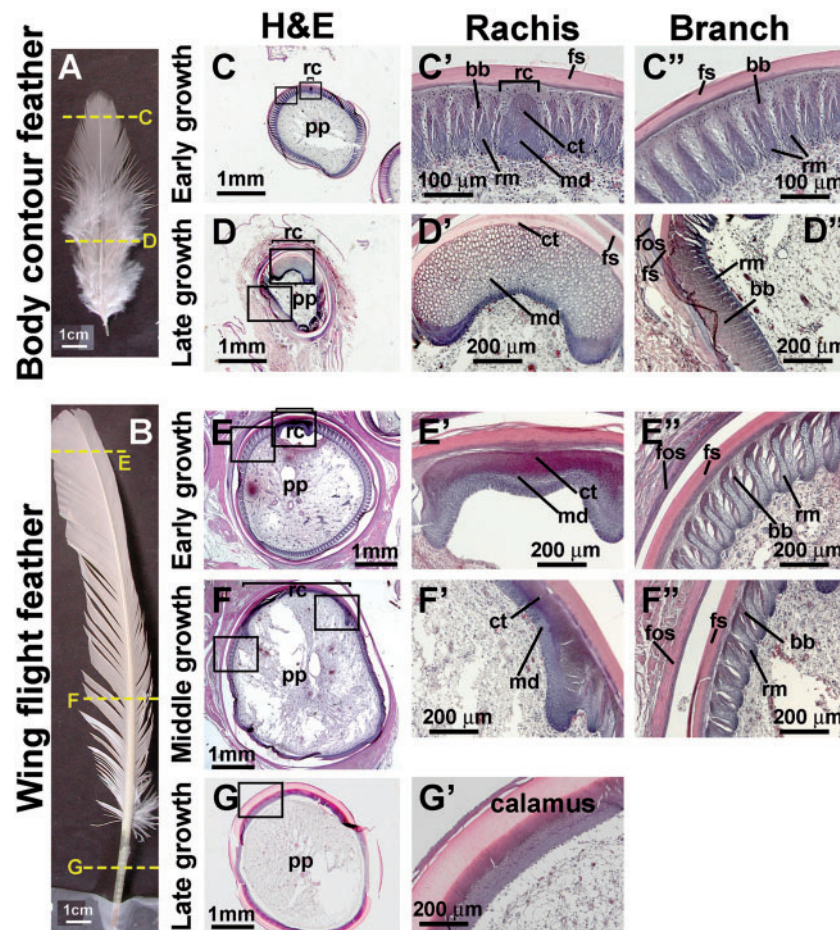 H&E
Rachis
Branch
Body contour feather
A
C
D
1cm
Early growth
C
rc
pp
1mm
C'
bb
rc
fs
rm
ct
md
100 µm
C"
fs
bb
rm
100 µm
Late growth
D
rc
pp
1mm
D'
ct
fs
md
200 µm
D"
fos
fs
rm
bb
200 µm
Wing flight feather
B
E
F
G
1cm
Early growth
E
rc
pp
1mm
E'
ct
md
200 µm
E"
fos
fs
bb
rm
200 µm
Middle growth
F
rc
pp
1mm
F'
ct
md
200 µm
F"
fos
fs
bb
rm
200 µm
Late growth
G
pp
1mm
G'
calamus
200 µm